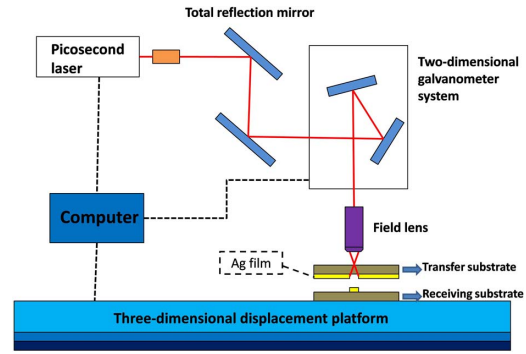 Total reflection mirror
Picosecond
laser
Two-dimensional
galvanometer
system
Computer
Field lens
Ag film
Transfer substrate
Receiving substrate
Three-dimensional displacement platform